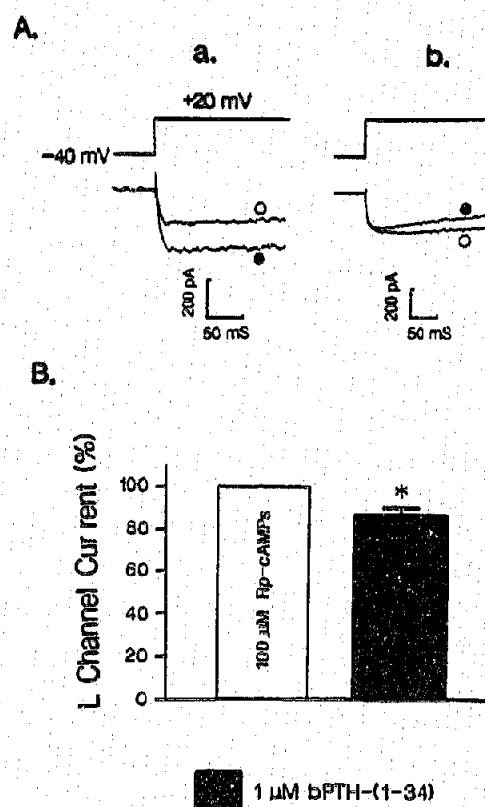 A.
a.
b.
+20 mV
−40 mV
200 pA
50 mS
200 pA
50 mS
B.
L Channel Current (%)
100
80
60
40
20
0
100 µM Rp-cAMPs
*
1 µM bPTH-(1-34)